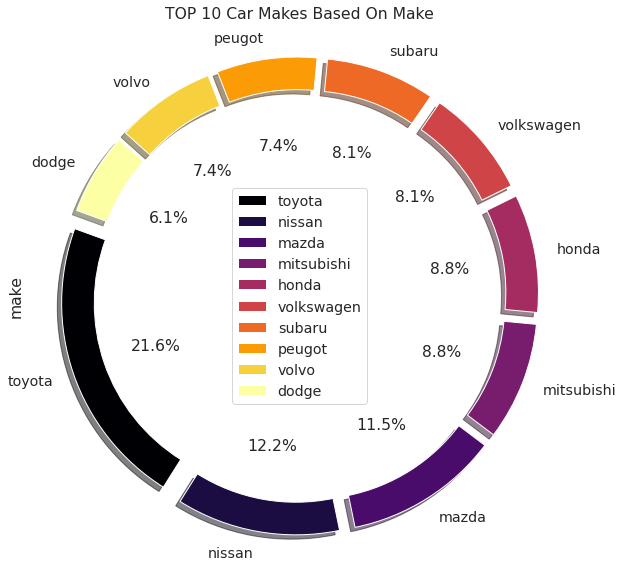 TOP 10 Car Makes Based On Make
peugot
subaru
volvo
volkswagen
dodge
honda
make
toyota
mitsubishi
mazda
nissan
7.4%
8.1%
7.4%
8.1%
6.1%
8.8%
21.6%
8.8%
11.5%
12.2%
toyota
nissan
mazda
mitsubishi
honda
volkswagen
subaru
peugot
volvo
dodge